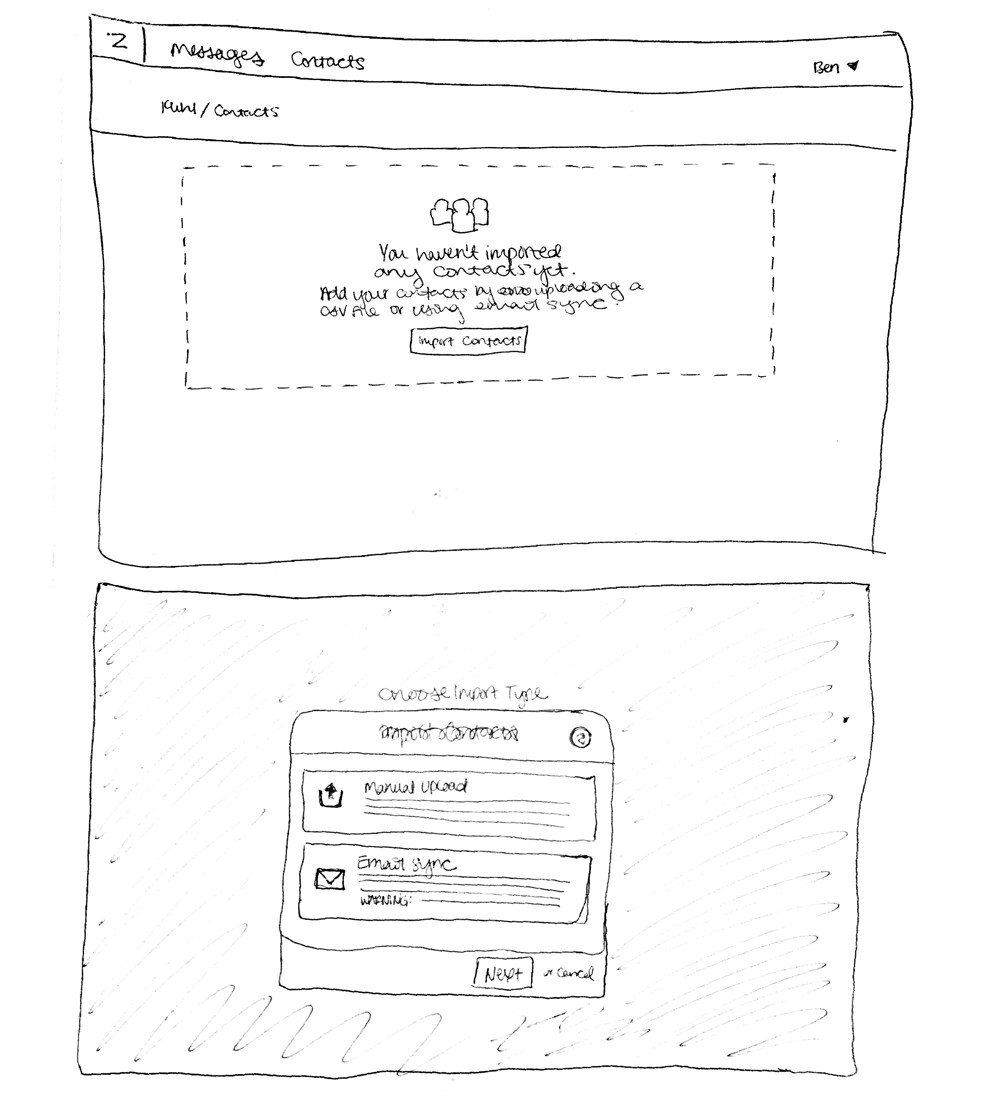 Messages Contacts
Ben
/ Contacts
You haven't imported
any contacts yet.
Add your contacts by uploading a
CSV file or using email sync.
Import Contacts
Choose Import Type
Import Contacts
Manual Upload
Email Sync
WARNING:
Next or Cancel